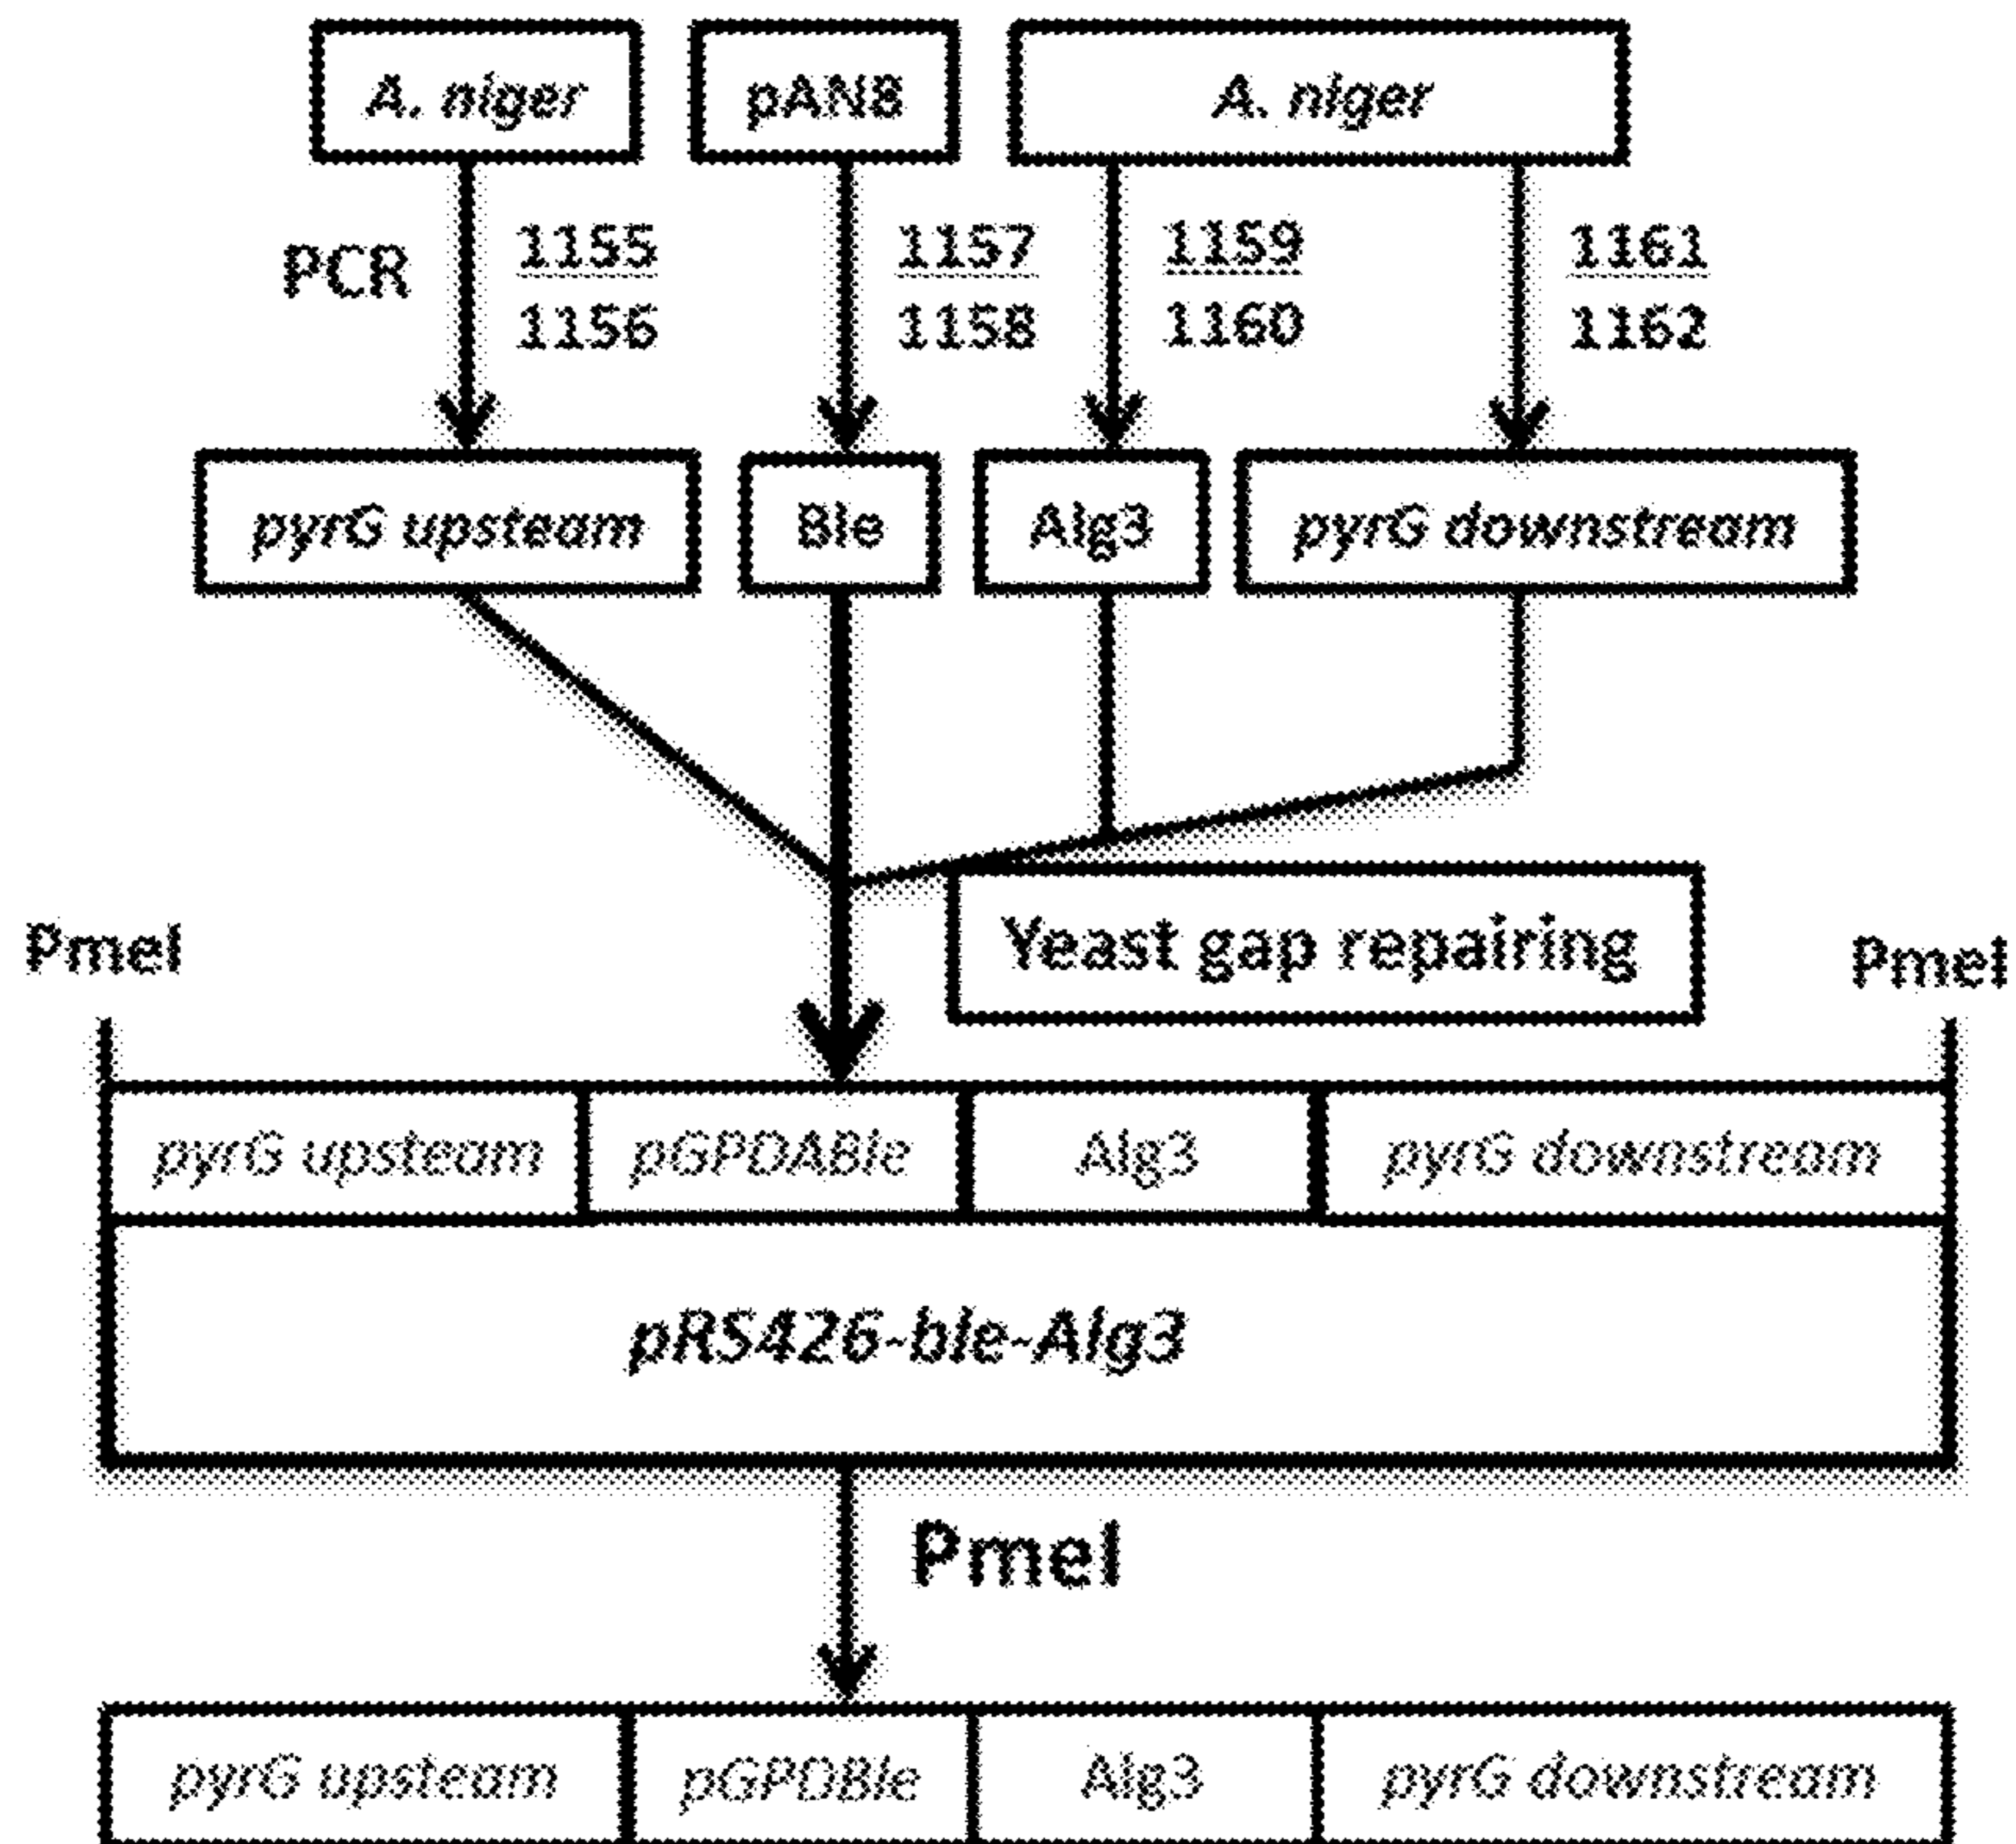 A. niger
pAN8
A. niger
PCR
1155
1156
1157
1158
1159
1160
1161
1162
pyrG upsteam
Ble
Alg3
pyrG downstream
Yeast gap repairing
PmeI
PmeI
pyrG upsteam
pGPDABle
Alg3
pyrG downstream
pRS426-ble-Alg3
PmeI
pyrG upsteam
pGPDBle
Alg3
pyrG downstream